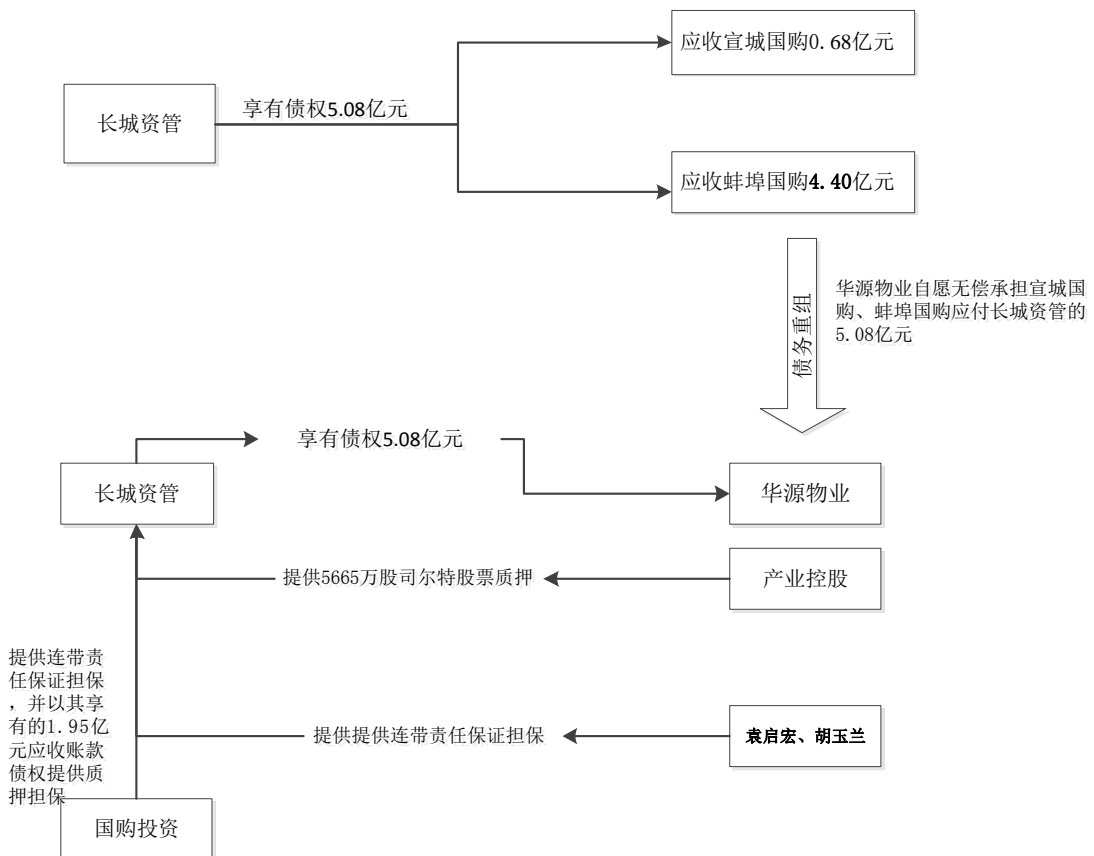 应收宣城国购0.68亿元
长城资管
享有债权5.08亿元
应收蚌埠国购4.40亿元
债务重组
华源物业自愿无偿承担宣城国
购、蚌埠国购应付长城资管的
5.08亿元
享有债权5.08亿元
长城资管
华源物业
提供5665万股司尔特股票质押
产业控股
提供连带责
任保证担保
，并以其享
有的1.95亿
元应收账款
债权提供质
押担保
提供提供连带责任保证担保
袁启宏、胡玉兰
国购投资